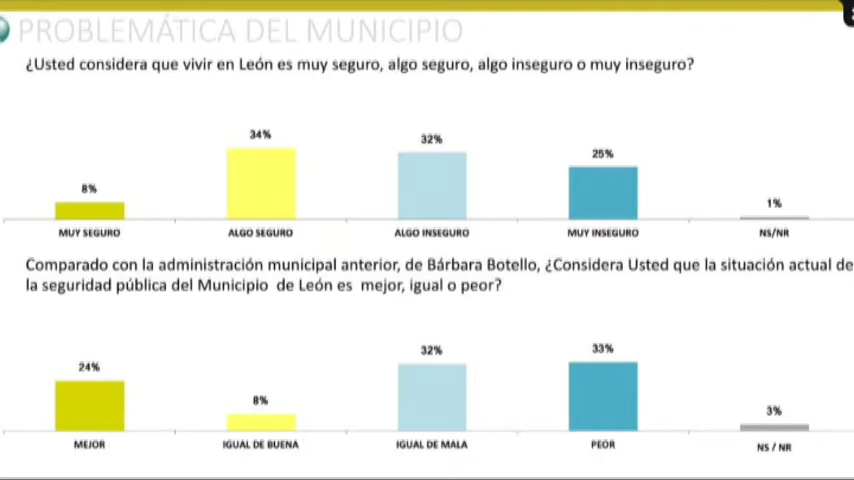 PROBLEMÁTICA DEL MUNICIPIO
¿Usted considera que vivir en León es muy seguro, algo seguro, algo inseguro o muy inseguro?
8%
34%
32%
25%
1%
MUY SEGURO
ALGO SEGURO
ALGO INSEGURO
MUY INSEGURO
NS/NR
Comparado con la administración municipal anterior, de Bárbara Botello, ¿Considera Usted que la situación actual de
la seguridad pública del Municipio de León es mejor, igual o peor?
24%
8%
32%
33%
3%
MEJOR
IGUAL DE BUENA
IGUAL DE MALA
PEOR
NS / NR